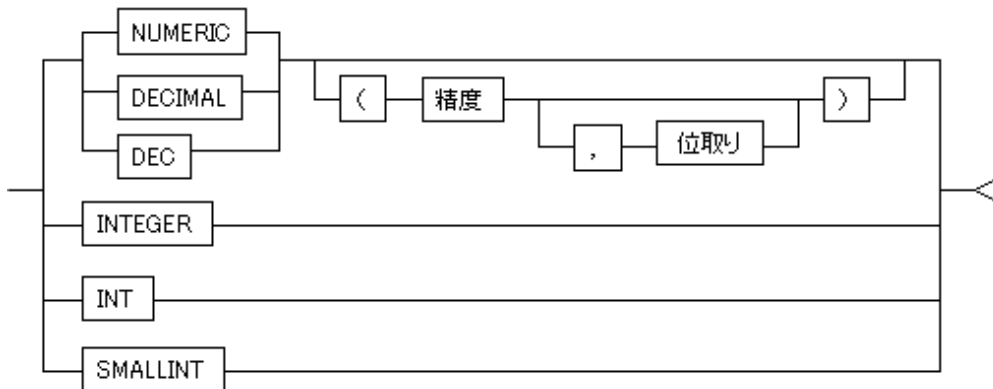 NUMERIC
DECIMAL
DEC
( 精度 , 位取り )
INTEGER
INT
SMALLINT